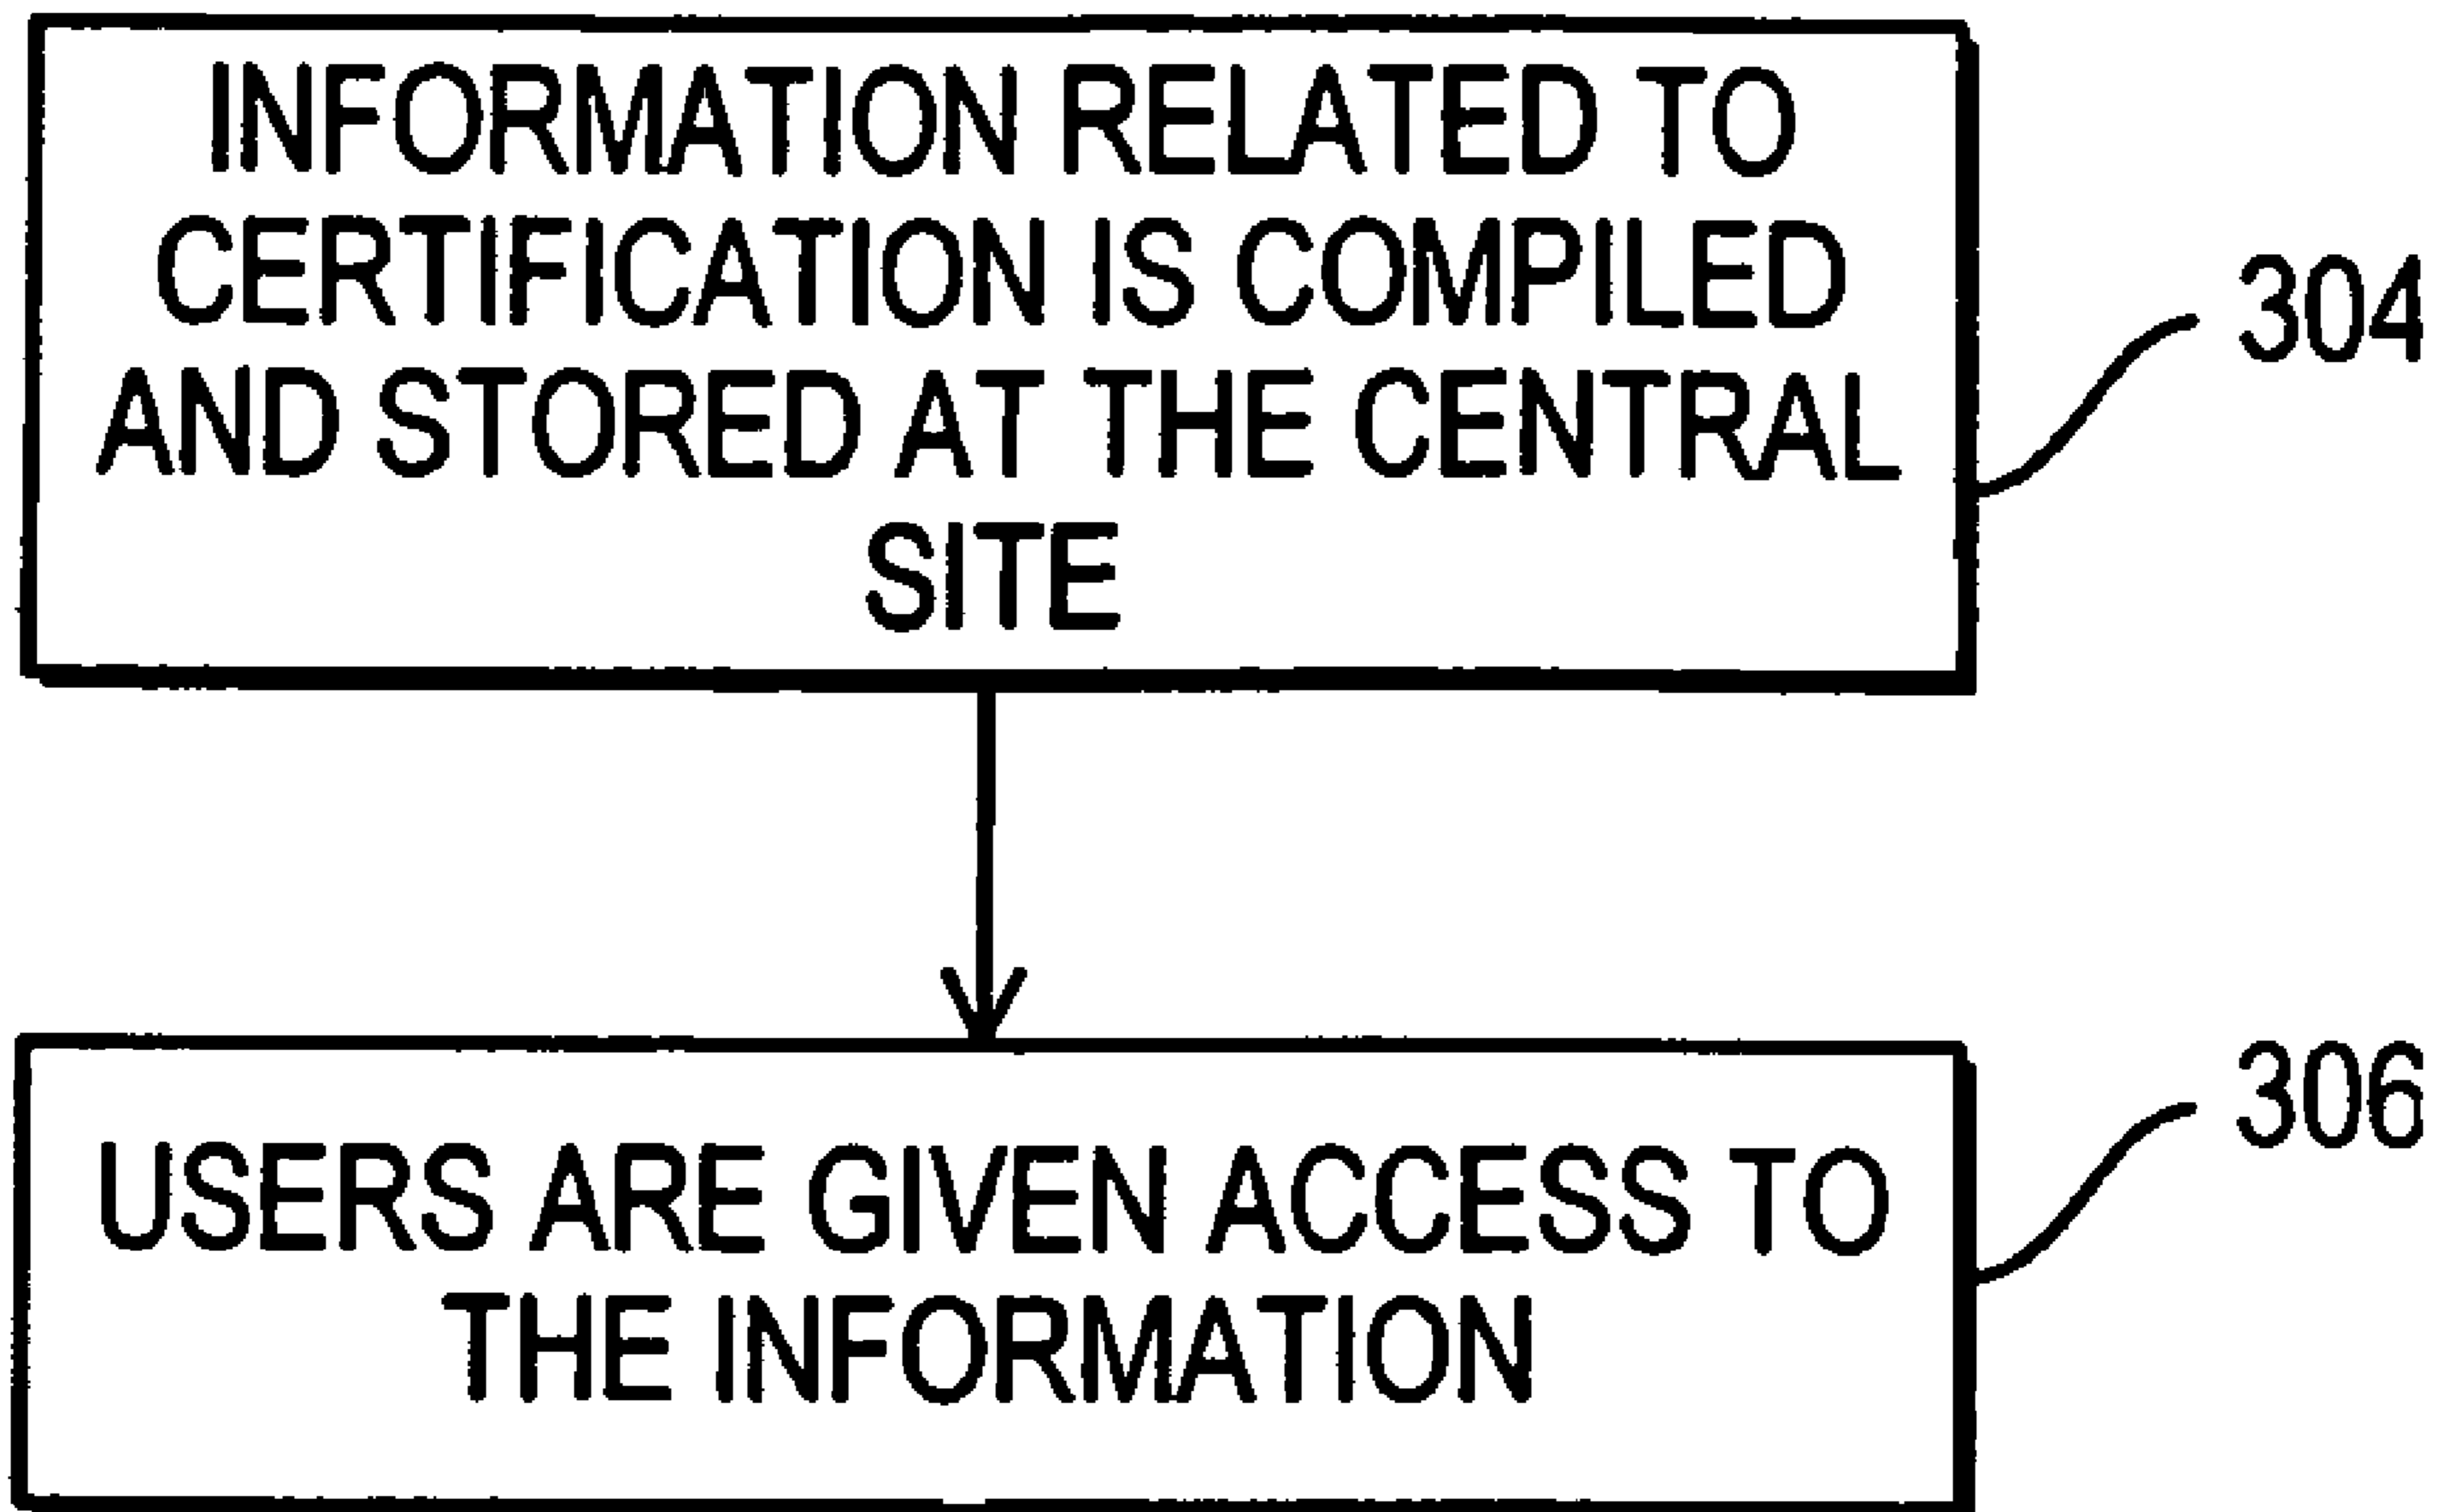 INFORMATION RELATED TO
CERTIFICATION IS COMPILED
AND STORED AT THE CENTRAL
SITE
304
USERS ARE GIVEN ACCESS TO
THE INFORMATION
306